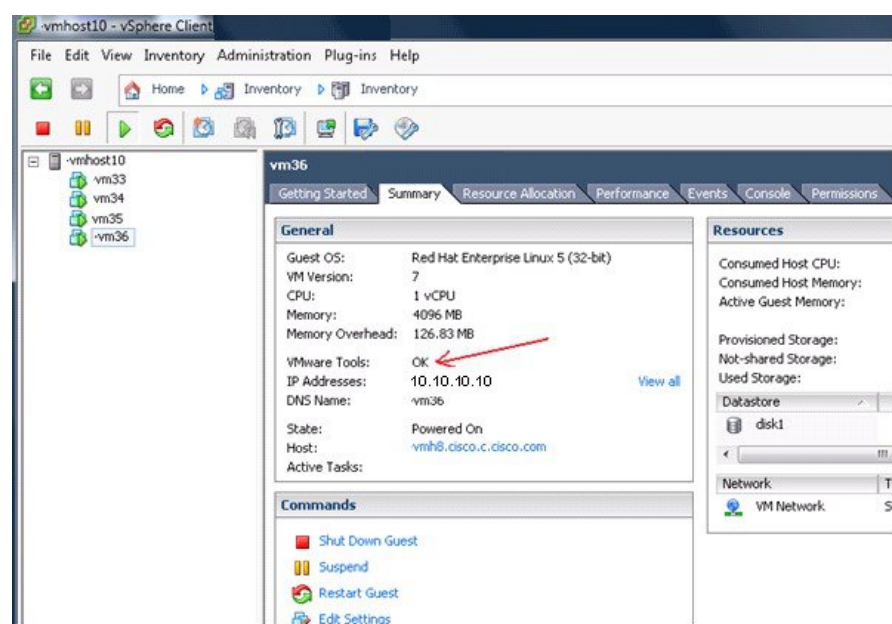 -vmhost10 - vSphere Client
File Edit View Inventory Administration Plug-ins Help
Home Inventory Inventory
-vmhost10
vm33
vm34
vm35
-vm36
vm36
Getting Started Summary Resource Allocation Performance Events Console Permissions
General
Guest OS: Red Hat Enterprise Linux 5 (32-bit)
VM Version: 7
CPU: 1 vCPU
Memory: 4096 MB
Memory Overhead: 126.83 MB
VMware Tools: OK
IP Addresses: 10.10.10.10 View all
DNS Name: -vm36
State: Powered On
Host: vmh8.cisco.c.cisco.com
Active Tasks:
Commands
Shut Down Guest
Suspend
Restart Guest
Edit Settings
Resources
Consumed Host CPU:
Consumed Host Memory:
Active Guest Memory:
Provisioned Storage:
Not-shared Storage:
Used Storage:
Datastore
disk1
Network T
VM Network S